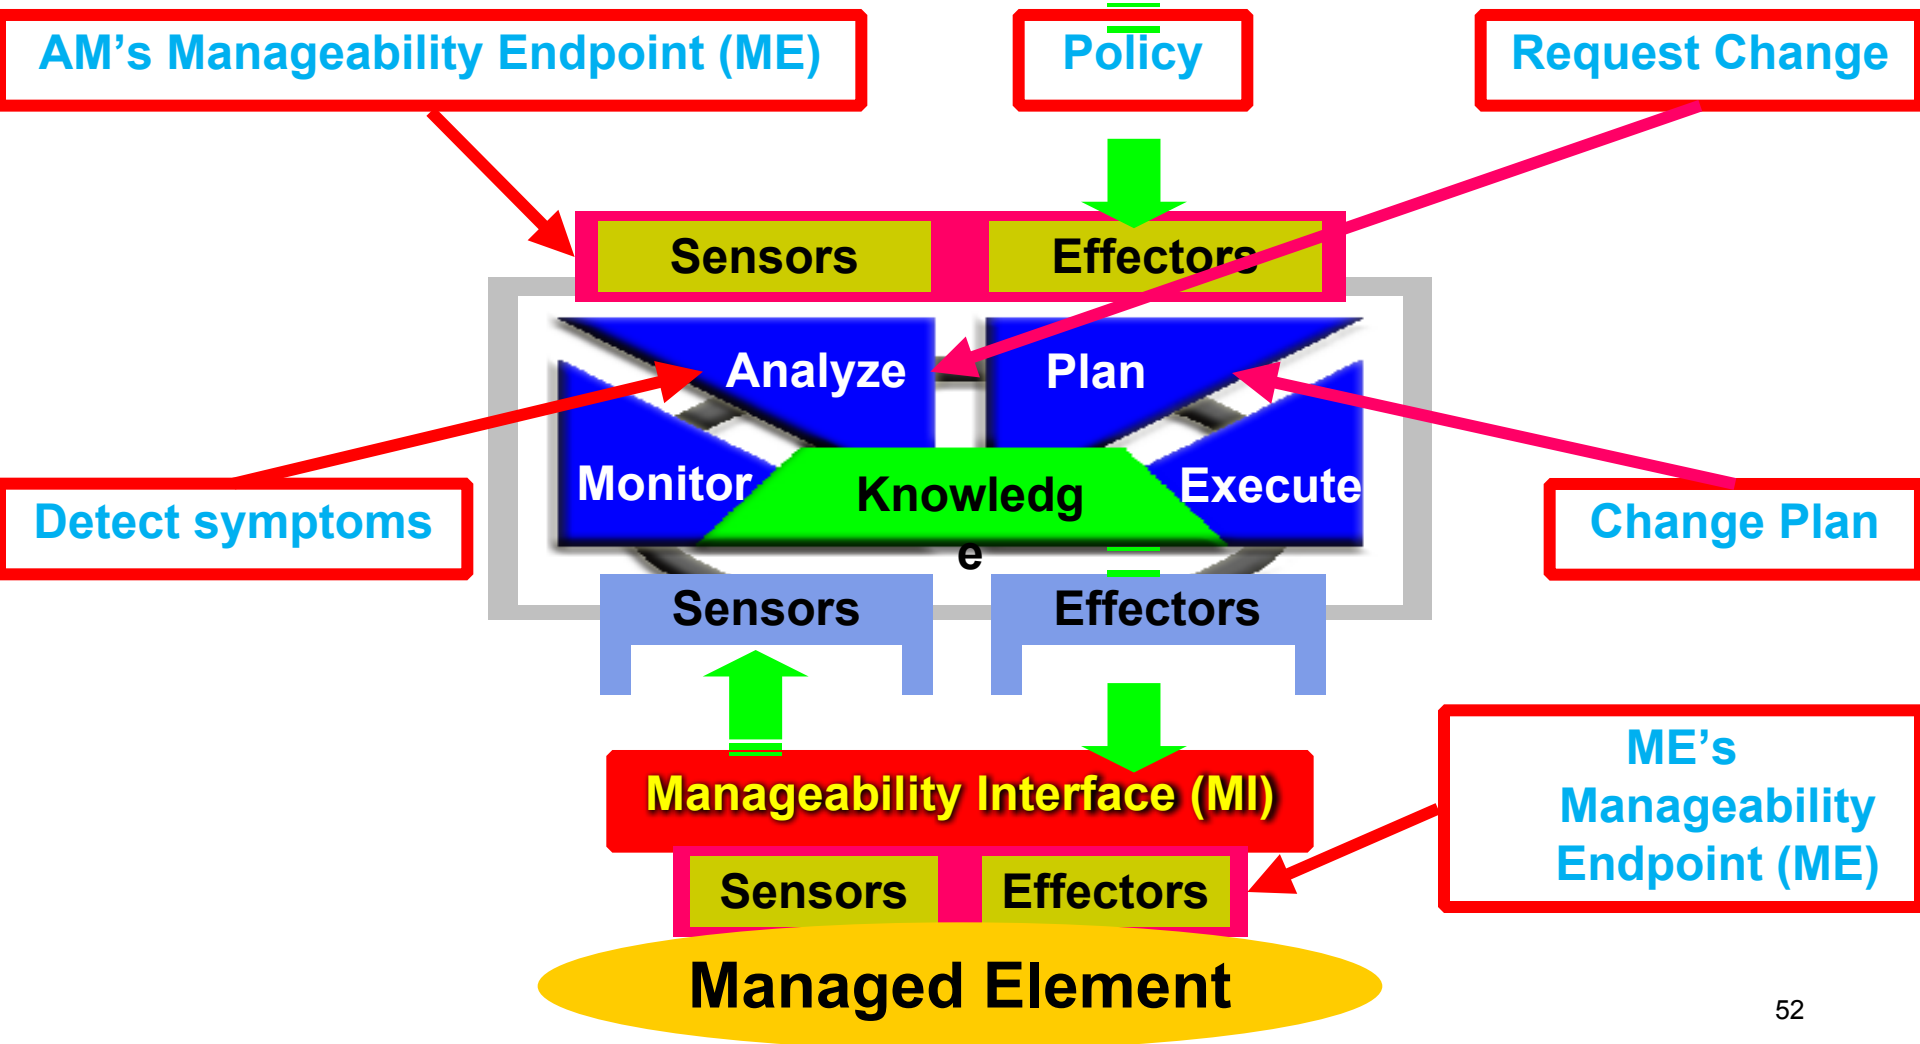 AM’s Manageability Endpoint (ME)
Policy
Request Change
Sensors
Effectors
Analyze
Plan
Monitor
Knowledg
e
Execute
Detect symptoms
Change Plan
Sensors
Effectors
Manageability Interface (MI)
ME’s
Manageability
Endpoint (ME)
Sensors
Effectors
Managed Element
52